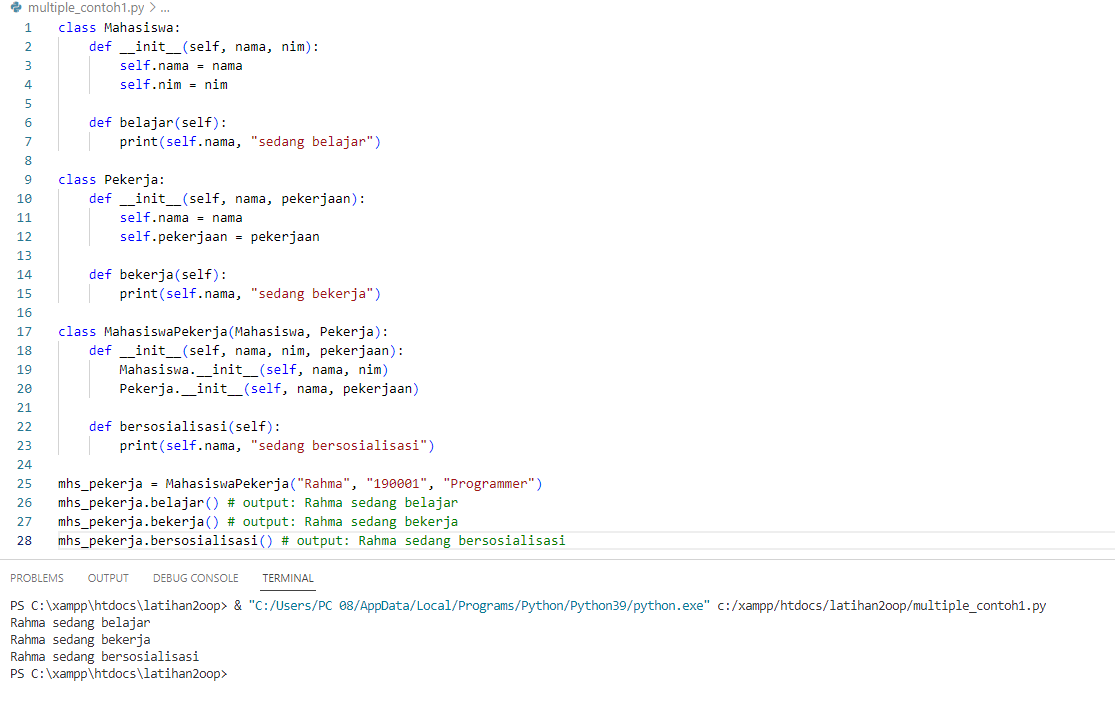 multiple_contoh1.py > ...
1 class Mahasiswa:
2     def __init__(self, nama, nim):
3         self.nama = nama
4         self.nim = nim
5
6     def belajar(self):
7         print(self.nama, "sedang belajar")
8
9 class Pekerja:
10     def __init__(self, nama, pekerjaan):
11         self.nama = nama
12         self.pekerjaan = pekerjaan
13
14     def bekerja(self):
15         print(self.nama, "sedang bekerja")
16
17 class MahasiswaPekerja(Mahasiswa, Pekerja):
18     def __init__(self, nama, nim, pekerjaan):
19         Mahasiswa.__init__(self, nama, nim)
20         Pekerja.__init__(self, nama, pekerjaan)
21
22     def bersosialisasi(self):
23         print(self.nama, "sedang bersosialisasi")
24
25 mhs_pekerja = MahasiswaPekerja("Rahma", "190001", "Programmer")
26 mhs_pekerja.belajar() # output: Rahma sedang belajar
27 mhs_pekerja.bekerja() # output: Rahma sedang bekerja
28 mhs_pekerja.bersosialisasi() # output: Rahma sedang bersosialisasi
PROBLEMS OUTPUT DEBUG CONSOLE TERMINAL
PS C:\xampp\htdocs\latihan2oop> & "C:/Users/PC 08/AppData/Local/Programs/Python/Python39/python.exe" c:/xampp/htdocs/latihan2oop/multiple_contoh1.py
Rahma sedang belajar
Rahma sedang bekerja
Rahma sedang bersosialisasi
PS C:\xampp\htdocs\latihan2oop>